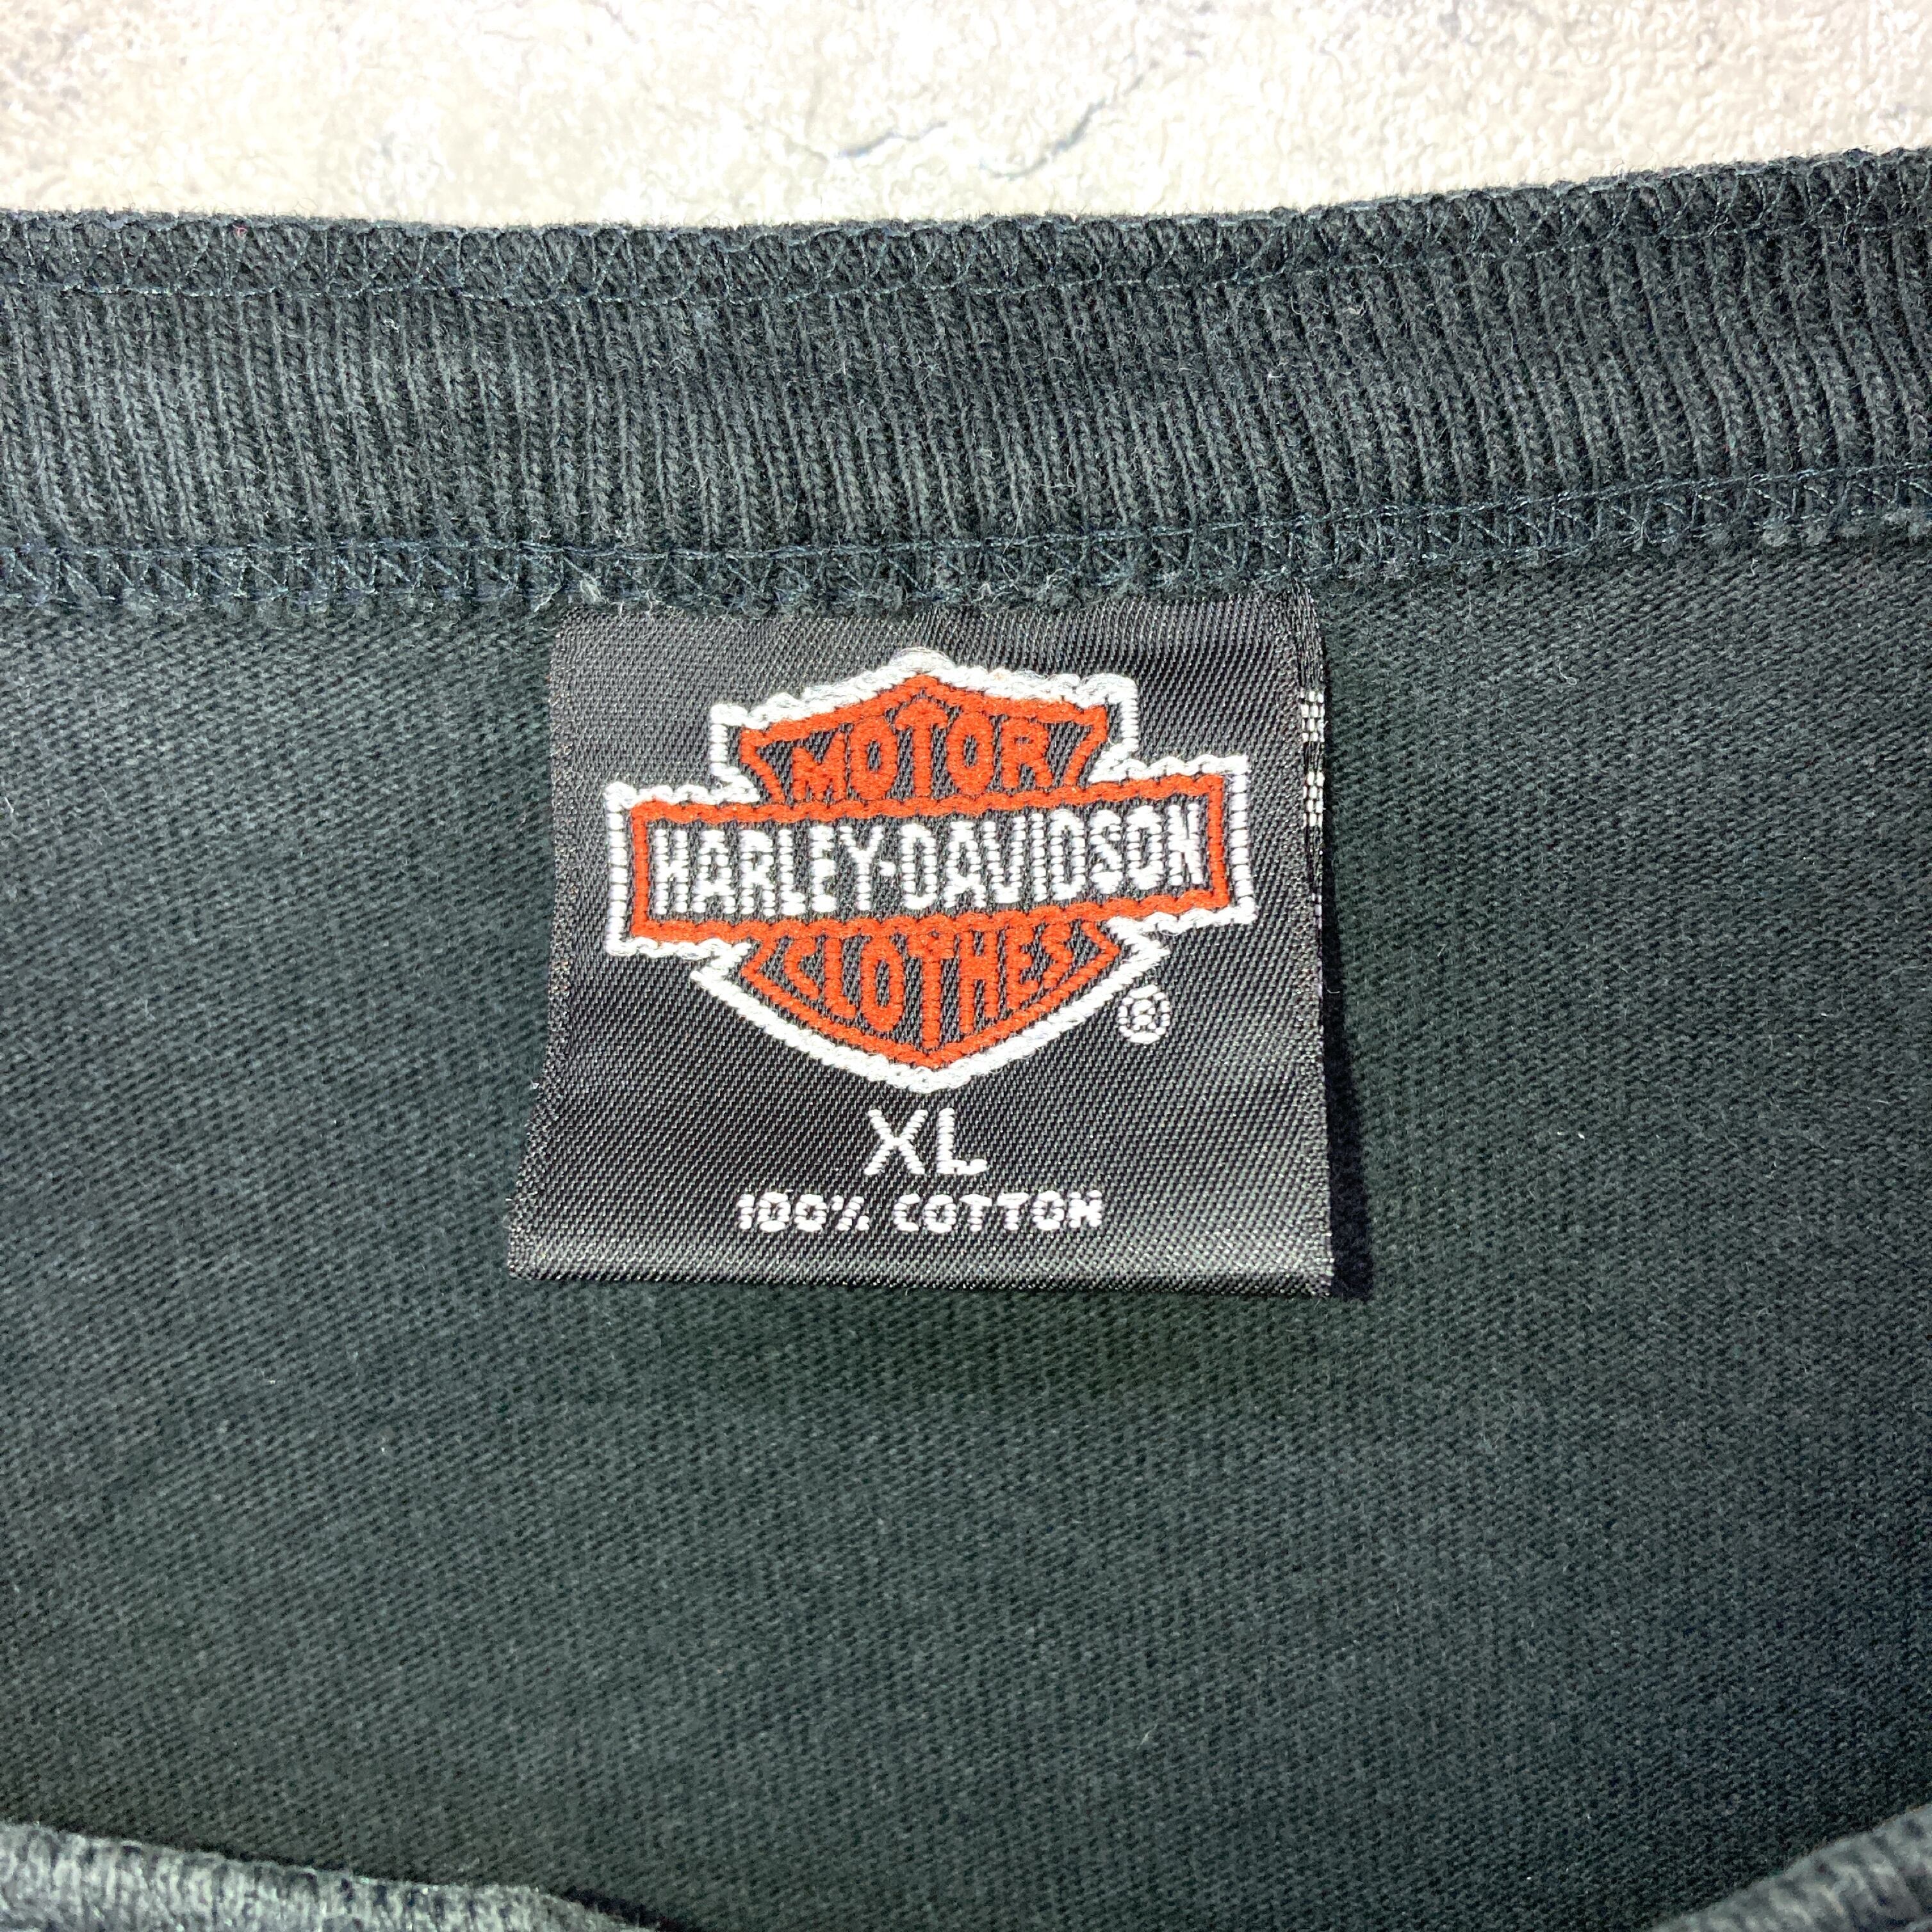 MOTOR
HARLEY-DAVIDSON
CLOTHES
®
XL
100% COTTON